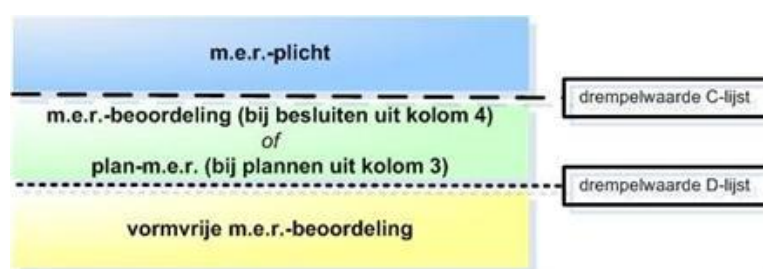 m.e.r.-plicht
drempelwaarde C-lijst
m.e.r.-beoordeling (bij besluiten uit kolom 4)
of
plan-m.e.r. (bij plannen uit kolom 3)
drempelwaarde D-lijst
vormvrije m.e.r.-beoordeling